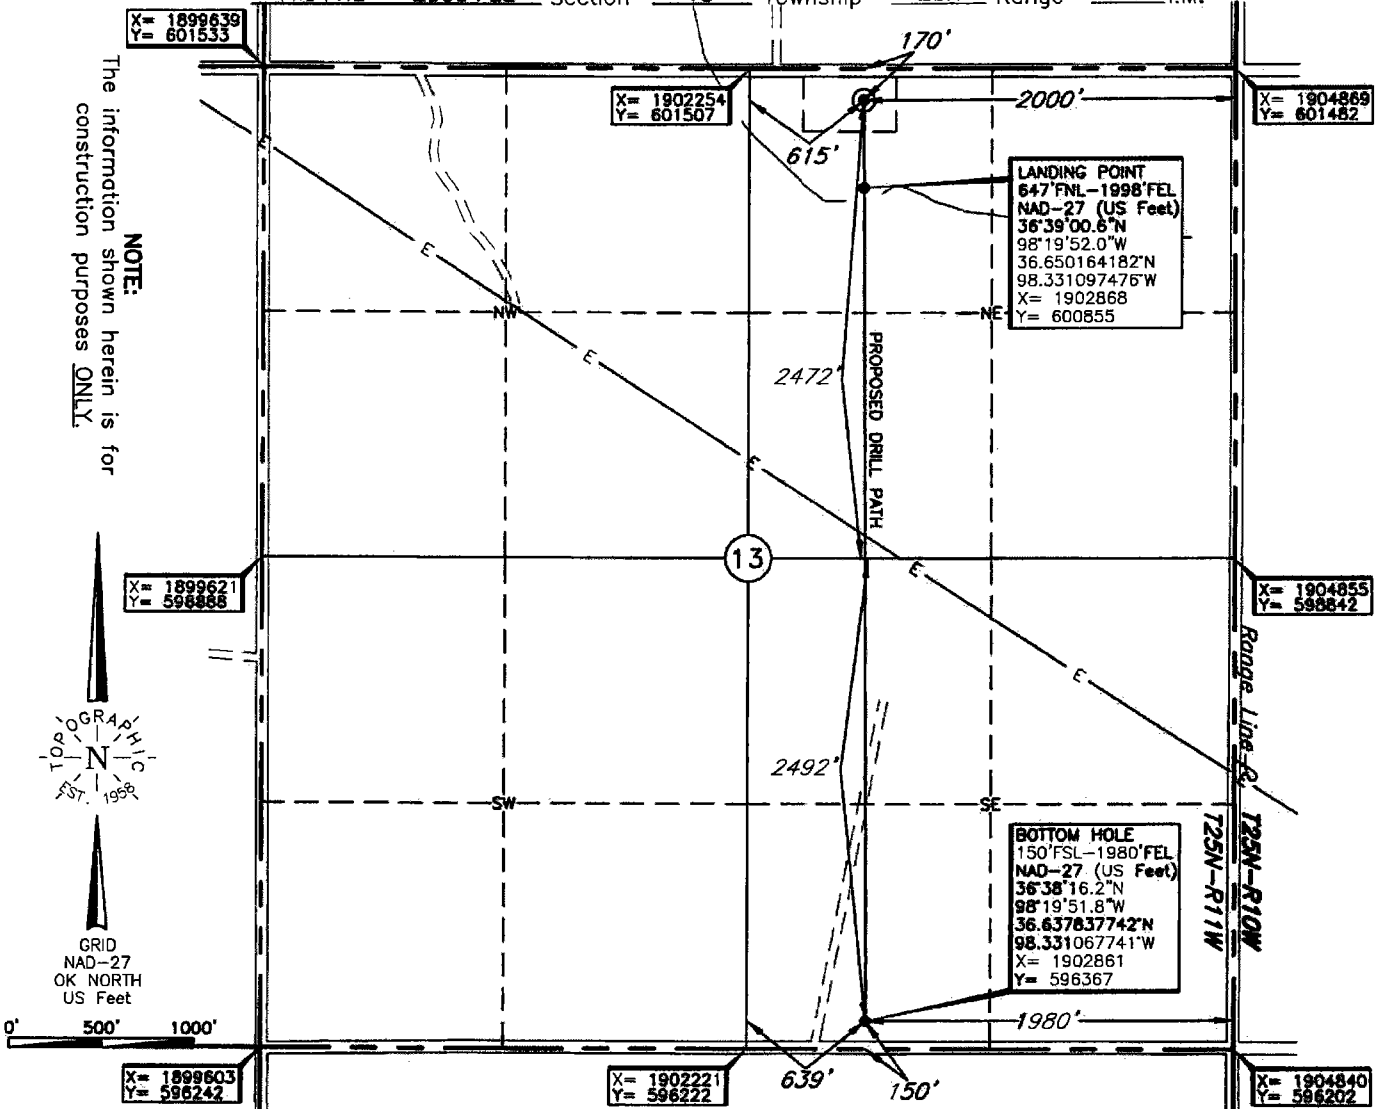 Section
Township
Range
I.M.
X= 1899639
Y= 601533
170'
X= 1902254
Y= 601507
2000'
X= 1904869
Y= 601482
615'
LANDING POINT
647'FNL-1998'FEL
NAD-27 (US Feet)
36°39'00.6"N
98°19'52.0"W
36.650164182°N
98.331097476°W
X= 1902868
Y= 600855
NOTE:
The information shown herein is for
construction purposes ONLY.
E
E
NW
NE
E
2472'
PROPOSED DRILL PATH
E
13
E
X= 1899621
Y= 598888
X= 1904855
Y= 598842
Range Line
E
TOPOGRAPHIC
N
EST. 1958
2492'
SW
SE
T25N-R11W
T25N-R10W
BOTTOM HOLE
150'FSL-1980'FEL
NAD-27 (US Feet)
36°38'16.2"N
98°19'51.8"W
36.637837742°N
98.331067741°W
X= 1902861
Y= 596367
GRID
NAD-27
OK NORTH
US Feet
0' 500' 1000'
1980'
X= 1899603
Y= 596242
X= 1902221
Y= 596222
639'
150'
X= 1904840
Y= 596202